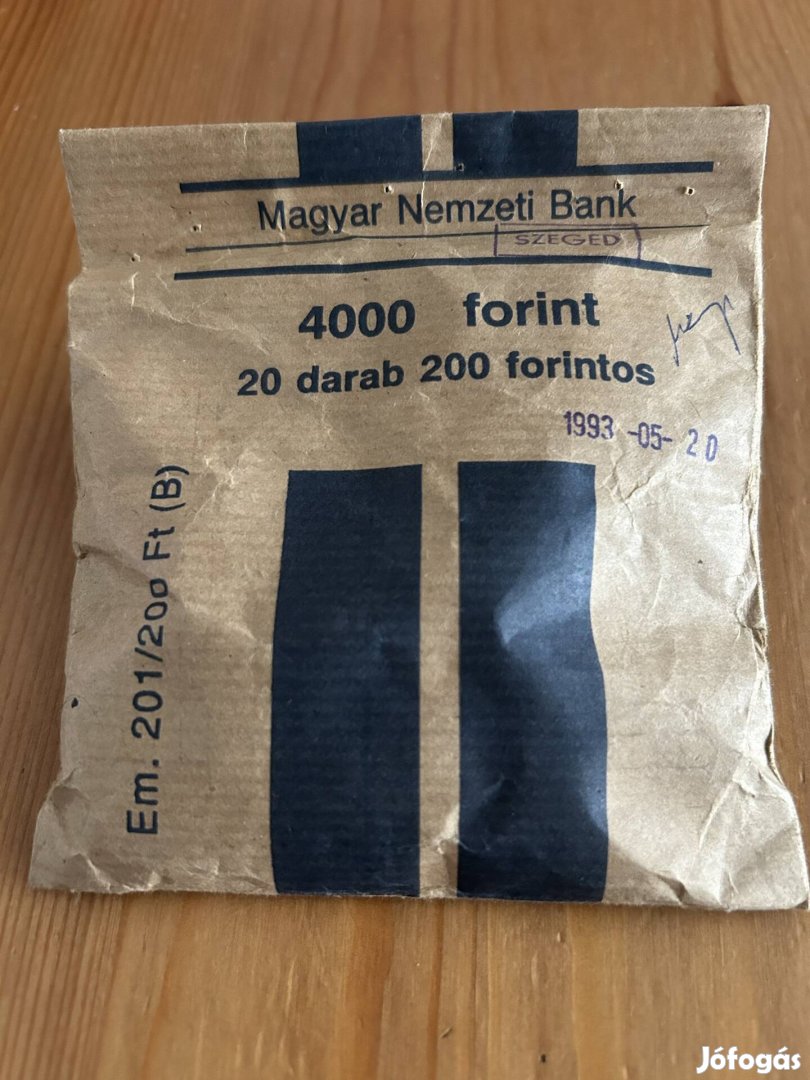 Magyar Nemzeti Bank
SZEGED
4000 forint
20 darab 200 forintos
1993 -05- 20
Em. 201/200 Ft (B)
Jófogás